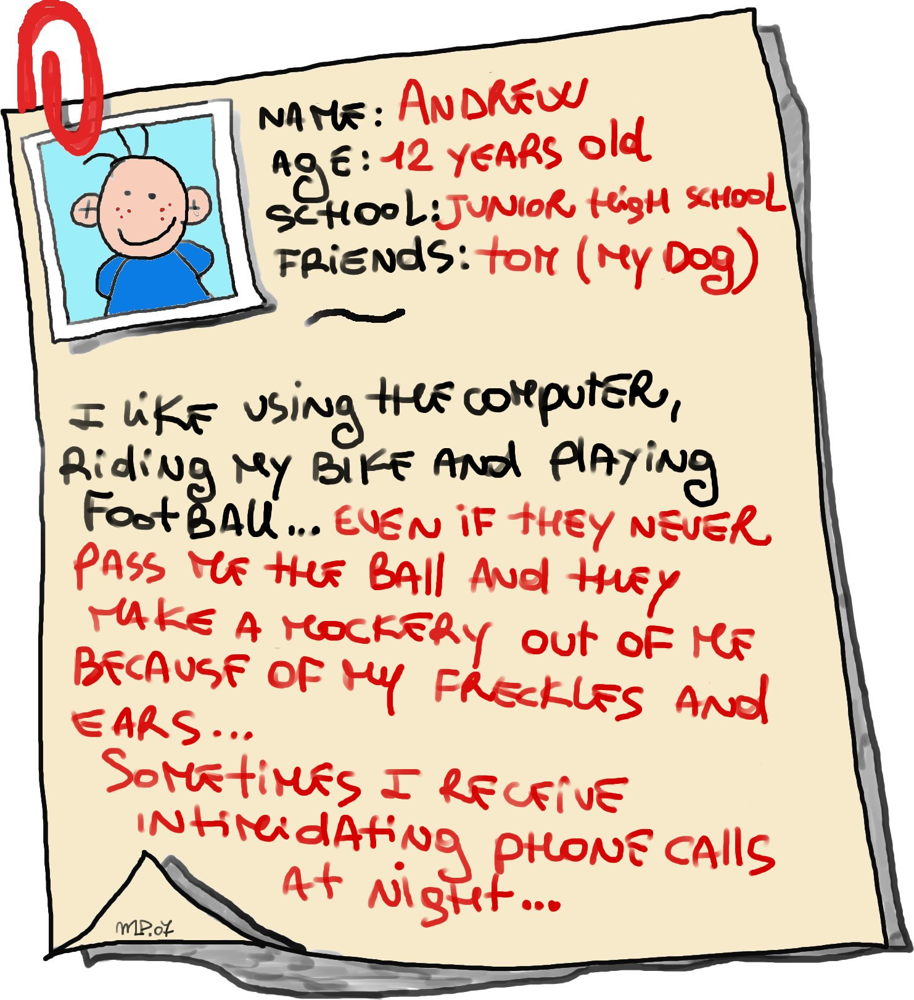 NAME: ANDREW
AgE: 12 YEARS old
SCHOOL: JUNIOR HigH SCHOOL
FRiENdS: tOM (MY DOg)
I LiKE USiNg tHE COMPUtER,
RidiNg MY BIKE ANd PlAYiNg
FOOtBALL... EVEN iF tHEY NEVER
PASS ME tHE BAll ANd tHEY
MAKE A MOCKERY OUt OF ME
BECAUSE OF MY FRECKLES ANd
EARS...
SOMEtiMES I RECEiVE
iNtiMidAtiNg PHONE CAllS
At NigHt...
MP.07